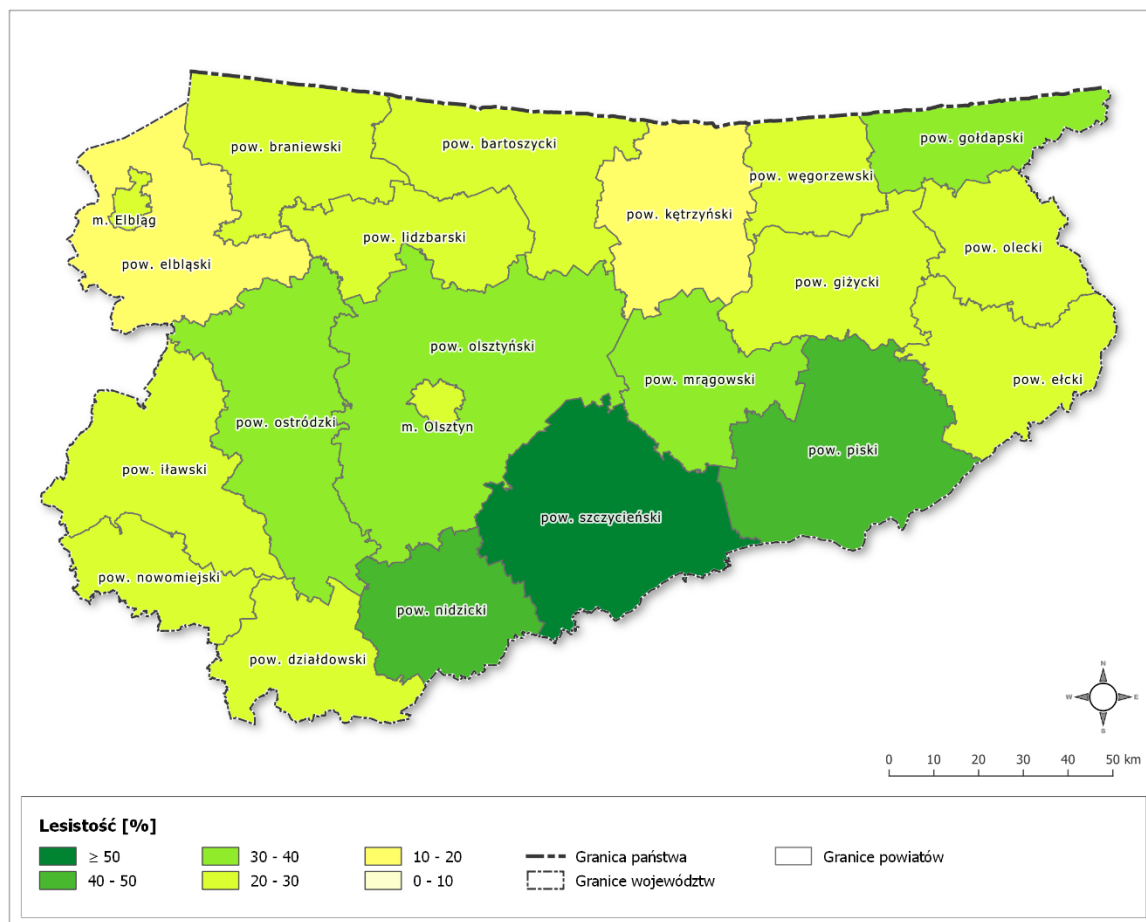 pow. gołdapski
pow. braniewski
pow. bartoszycki
pow. węgorzewski
m. Elbląg
pow. kętrzyński
pow. lidzbarski
pow. olecki
pow. elbląski
pow. giżycki
pow. olsztyński
pow. mrągowski
pow. ełcki
pow. ostródzki
m. Olsztyn
pow. iławski
pow. piski
pow. szczycieński
pow. nowomiejski
pow. nidzicki
pow. działdowski
N
W E
S
0 10 20 30 40 50 km
Lesistość [%]
≥ 50 30 - 40 10 - 20 Granica państwa Granice powiatów
40 - 50 20 - 30 0 - 10 Granice województw